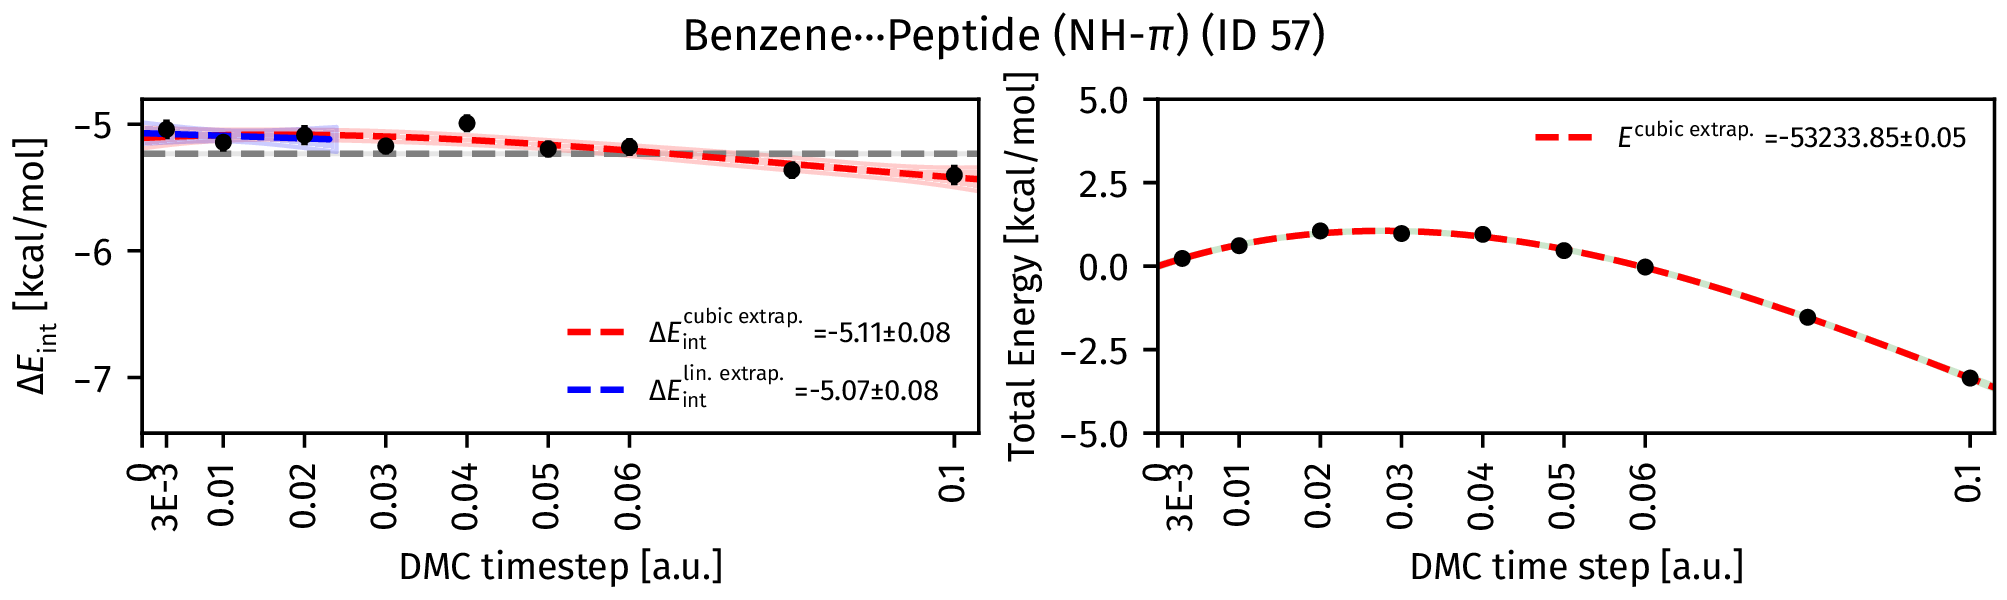 Benzene···Peptide (NH-π) (ID 57)
ΔE_int [kcal/mol]
−5
−6
−7
ΔE_int^cubic extrap. =-5.11±0.08
ΔE_int^lin. extrap. =-5.07±0.08
0
3E-3
0.01
0.02
0.03
0.04
0.05
0.06
0.1
DMC timestep [a.u.]
Total Energy [kcal/mol]
5.0
2.5
0.0
−2.5
−5.0
E^cubic extrap. =-53233.85±0.05
0
3E-3
0.01
0.02
0.03
0.04
0.05
0.06
0.1
DMC time step [a.u.]